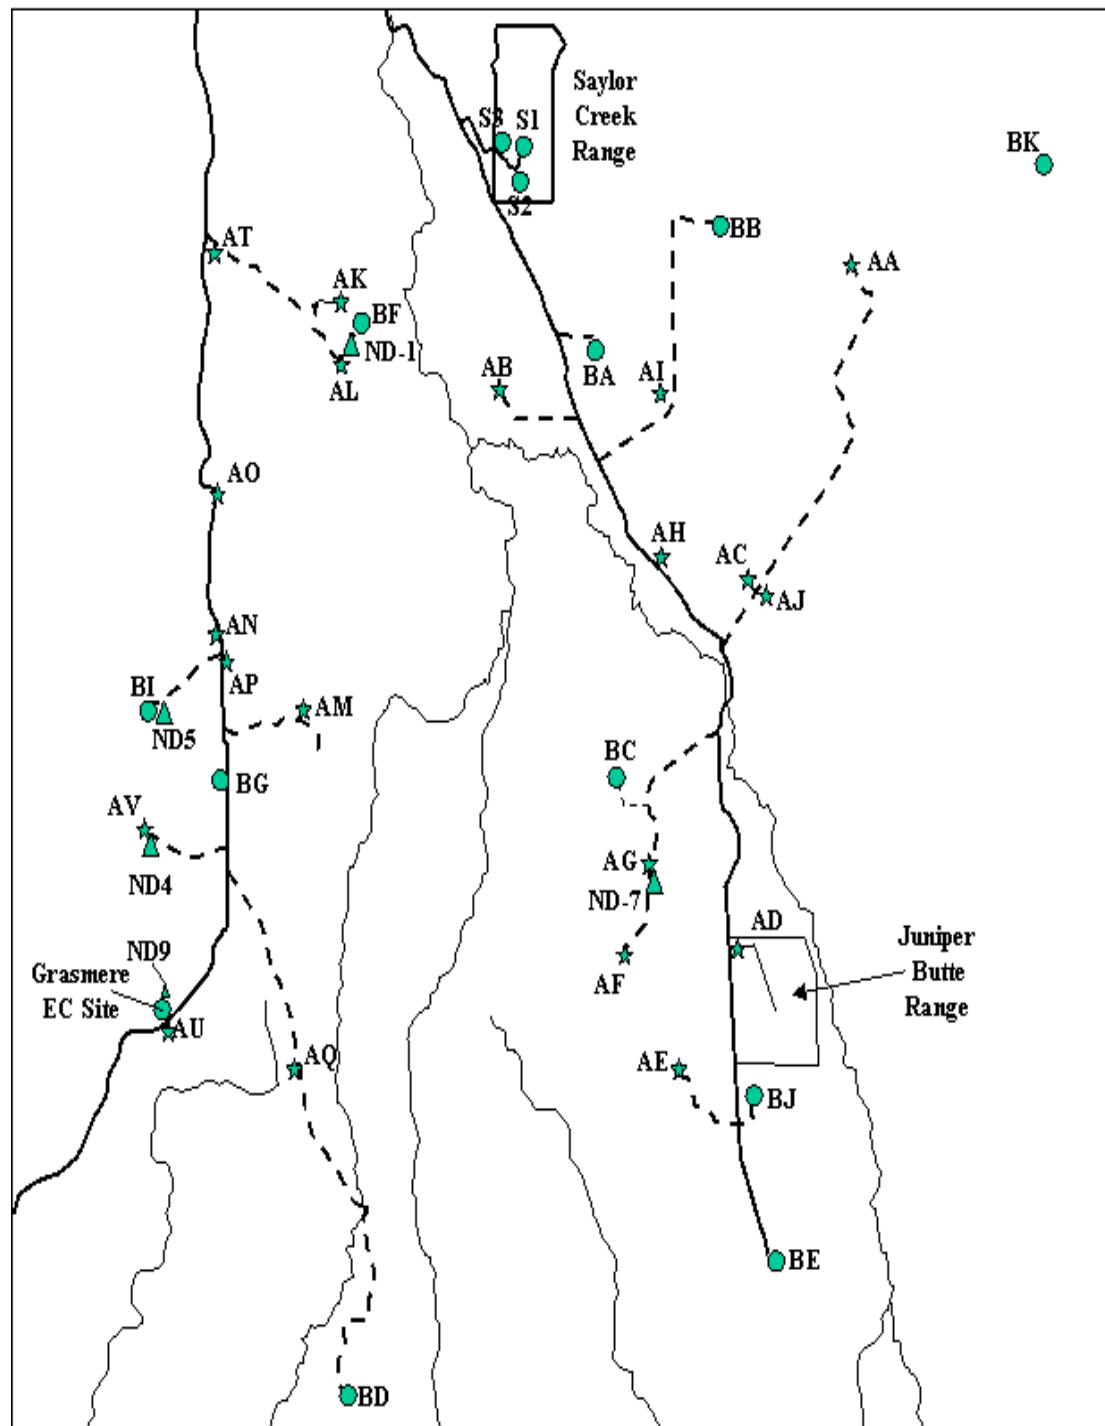 Saylor
Creek
Range
S3
S1
S2
BK
AT
BB
AA
AK
BF
ND-1
AL
AB
BA
AI
AO
AH
AC
AJ
AN
AP
BI
ND5
AM
BG
BC
AV
ND4
AG
ND-7
AD
AF
Juniper
Butte
Range
ND9
Grasmere
EC Site
AU
AQ
AE
BJ
BE
BD